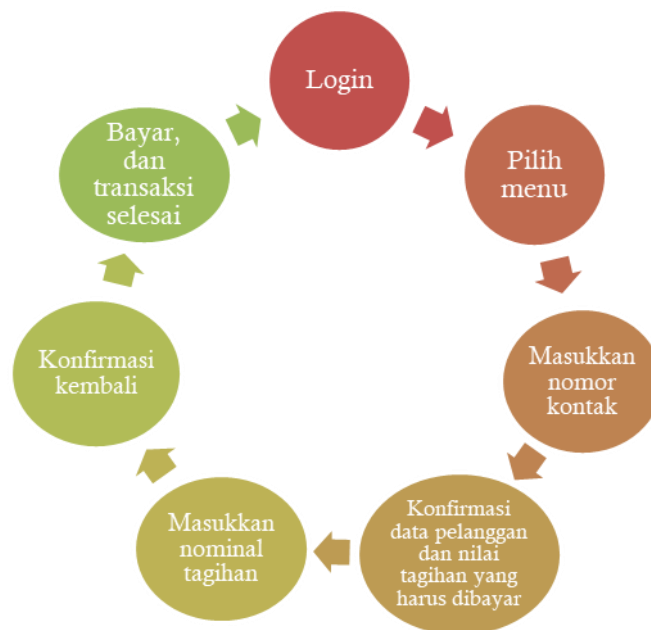 Login
Pilih
menu
Masukkan
nomor
kontak
Konfirmasi
data pelanggan
dan nilai
tagihan yang
harus dibayar
Masukkan
nominal
tagihan
Konfirmasi
kembali
Bayar,
dan
transaksi
selesai